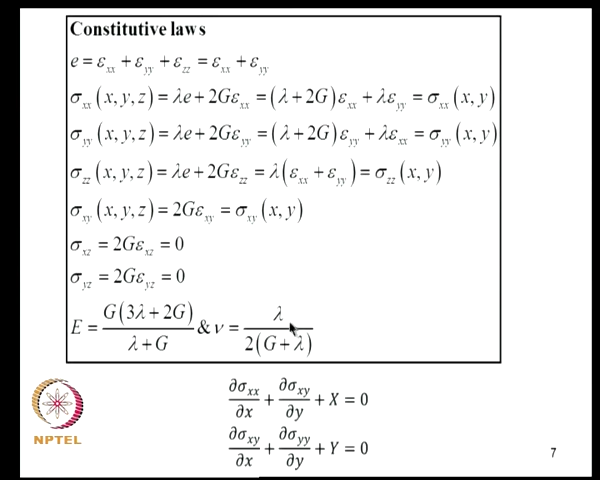 Constitutive laws
e = ε_xx + ε_yy + ε_zz = ε_xx + ε_yy
σ_xx (x, y, z) = λe + 2Gε_xx = (λ + 2G)ε_xx + λε_yy = σ_xx (x, y)
σ_yy (x, y, z) = λe + 2Gε_yy = (λ + 2G)ε_yy + λε_xx = σ_yy (x, y)
σ_zz (x, y, z) = λe + 2Gε_zz = λ(ε_xx + ε_yy) = σ_zz (x, y)
σ_xy (x, y, z) = 2Gε_xy = σ_xy (x, y)
σ_xz = 2Gε_xz = 0
σ_yz = 2Gε_yz = 0
E = G(3λ + 2G) / λ + G & ν = λ / 2(G + λ)
∂σ_xx/∂x + ∂σ_xy/∂y + X = 0
∂σ_xy/∂x + ∂σ_yy/∂y + Y = 0
NPTEL
7